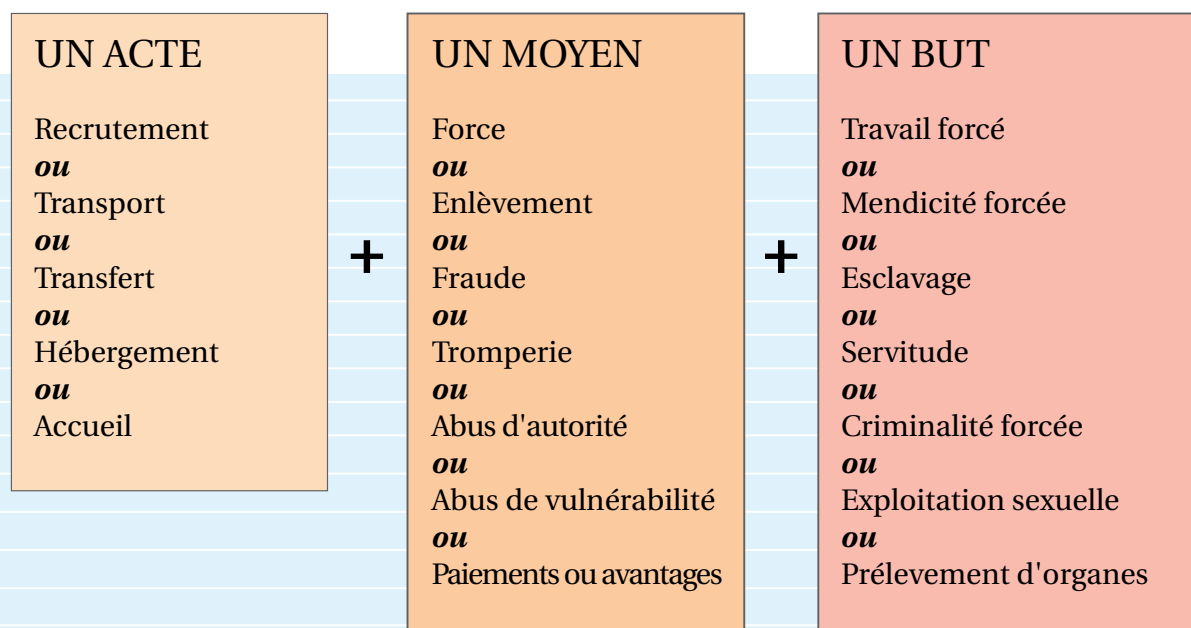 UN ACTE
Recrutement
ou
Transport
ou
Transfert
ou
Hébergement
ou
Accueil
+
UN MOYEN
Force
ou
Enlèvement
ou
Fraude
ou
Tromperie
ou
Abus d'autorité
ou
Abus de vulnérabilité
ou
Paiements ou avantages
+
UN BUT
Travail forcé
ou
Mendicité forcée
ou
Esclavage
ou
Servitude
ou
Criminalité forcée
ou
Exploitation sexuelle
ou
Prélevement d'organes